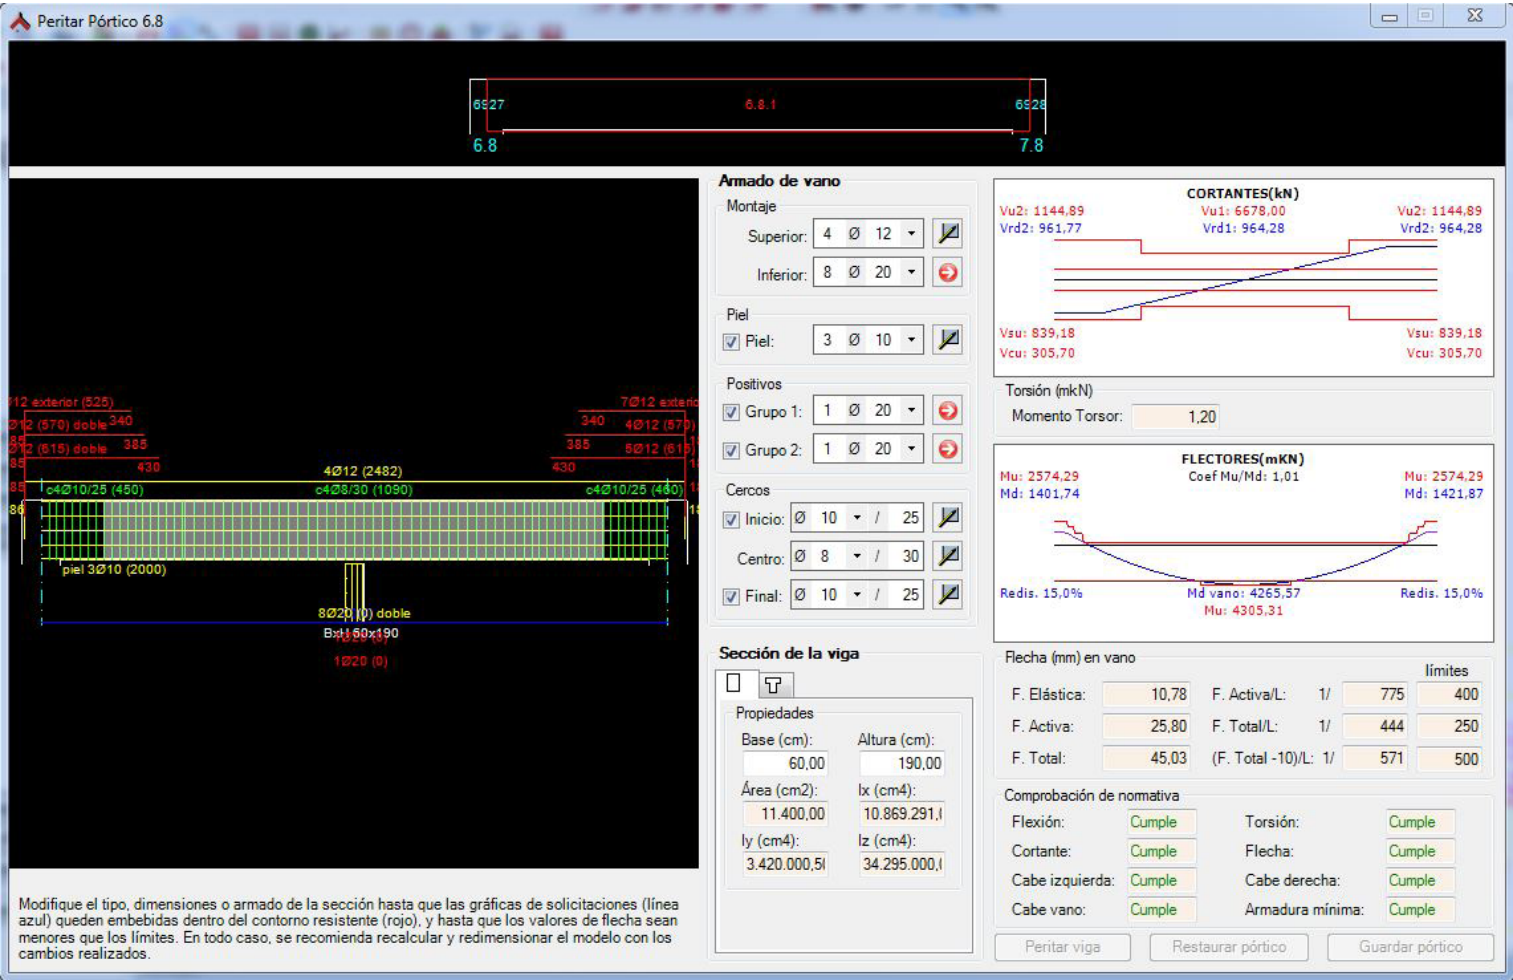 Peritar Pórtico 6.8
6927
6.8.1
6928
6.8
7.8
Armado de vano
Montaje
Superior: 4 Ø 12
Inferior: 8 Ø 20
Piel
Piel: 3 Ø 10
Positivos
Grupo 1: 1 Ø 20
Grupo 2: 1 Ø 20
Cercos
Inicio: Ø 10 / 25
Centro: Ø 8 / 30
Final: Ø 10 / 25
Sección de la viga
Propiedades
Base (cm): Altura (cm):
60,00 190,00
Área (cm2): Ix (cm4):
11.400,00 10.869.291,(
Iy (cm4): Iz (cm4):
3.420.000,5( 34.295.000,(
12 exterior (525)
7Ø12 exterio
Ø12 (570) doble 340
340 4Ø12 (570)
Ø12 (615) doble 385
385 5Ø12 (615)
430
4Ø12 (2482)
430
c4Ø10/25 (450)
c4Ø8/30 (1090)
c4Ø10/25 (460)
piel 3Ø10 (2000)
8Ø20 (0) doble
BxH 60x190
1Ø20 (0)
1Ø20 (0)
CORTANTES(kN)
Vu2: 1144,89 Vu1: 6678,00 Vu2: 1144,89
Vrd2: 961,77 Vrd1: 964,28 Vrd2: 964,28
Vsu: 839,18 Vsu: 839,18
Vcu: 305,70 Vcu: 305,70
Torsión (mkN)
Momento Torsor: 1,20
FLECTORES(mKN)
Mu: 2574,29 Coef Mu/Md: 1,01 Mu: 2574,29
Md: 1401,74 Md: 1421,87
Redis. 15,0% Md vano: 4265,57 Redis. 15,0%
Mu: 4305,31
Flecha (mm) en vano
límites
F. Elástica: 10,78 F. Activa/L: 1/ 775 400
F. Activa: 25,80 F. Total/L: 1/ 444 250
F. Total: 45,03 (F. Total -10)/L: 1/ 571 500
Comprobación de normativa
Flexión: Cumple Torsión: Cumple
Cortante: Cumple Flecha: Cumple
Cabe izquierda: Cumple Cabe derecha: Cumple
Cabe vano: Cumple Armadura mínima: Cumple
Peritar viga Restaurar pórtico Guardar pórtico
Modifique el tipo, dimensiones o armado de la sección hasta que las gráficas de solicitaciones (línea
azul) queden embebidas dentro del contorno resistente (rojo), y hasta que los valores de flecha sean
menores que los límites. En todo caso, se recomienda recalcular y redimensionar el modelo con los
cambios realizados.